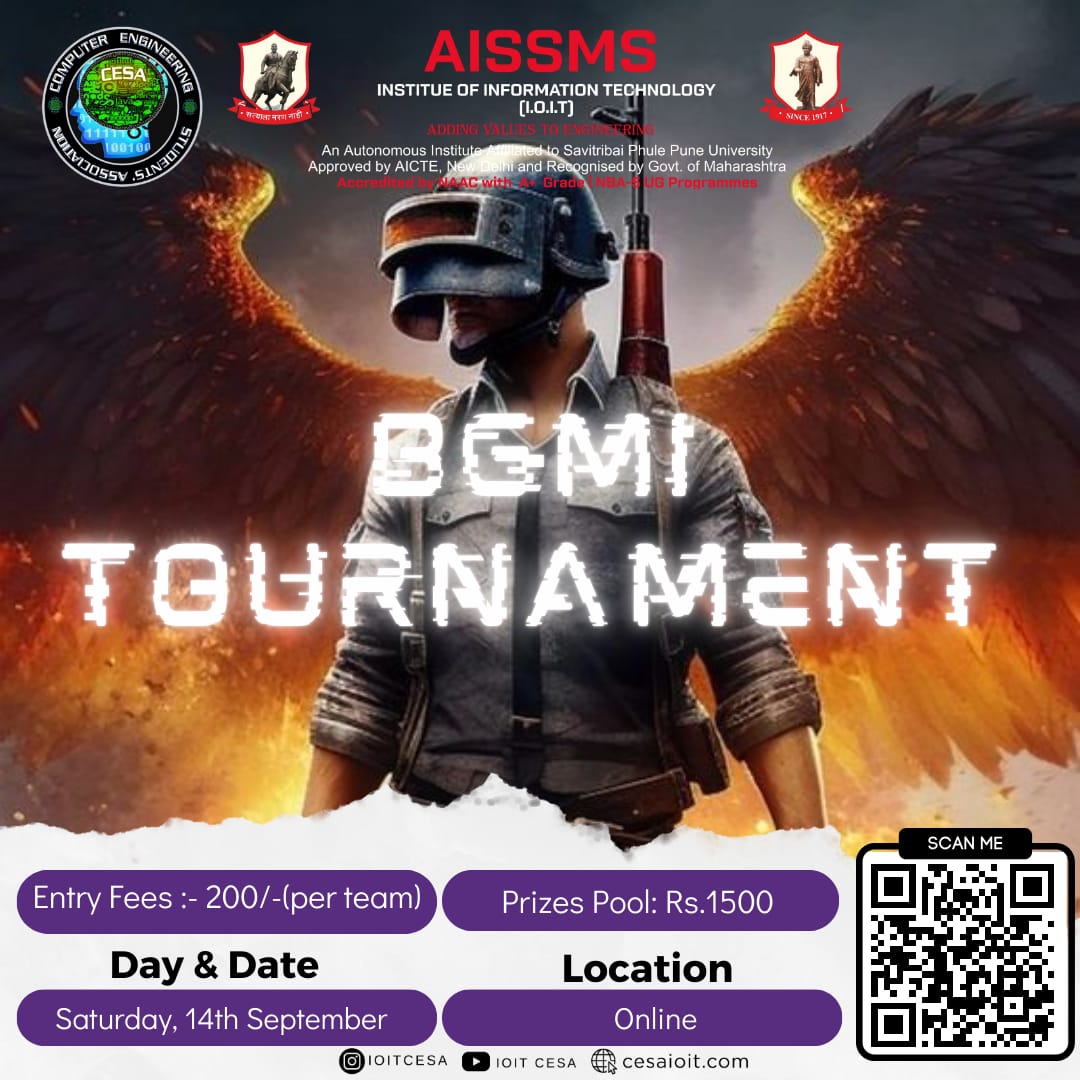 COMPUTER ENGINEERING
STUDENTS' ASSOCIATION
CESA
सत्याला मरण नाही
AISSMS
INSTITUE OF INFORMATION TECHNOLOGY
(I.O.I.T)
ADDING VALUES TO ENGINEERING
An Autonomous Institute Affiliated to Savitribai Phule Pune University
Approved by AICTE, New Delhi and Recognised by Govt. of Maharashtra
Accredited by NAAC with A+ Grade | NBA-5 UG Programmes
SINCE 1917
BGMI
TOURNAMENT
SCAN ME
Entry Fees :- 200/-(per team)
Prizes Pool: Rs.1500
Day & Date
Location
Saturday, 14th September
Online
IOITCESA
IOIT CESA
cesaioit.com